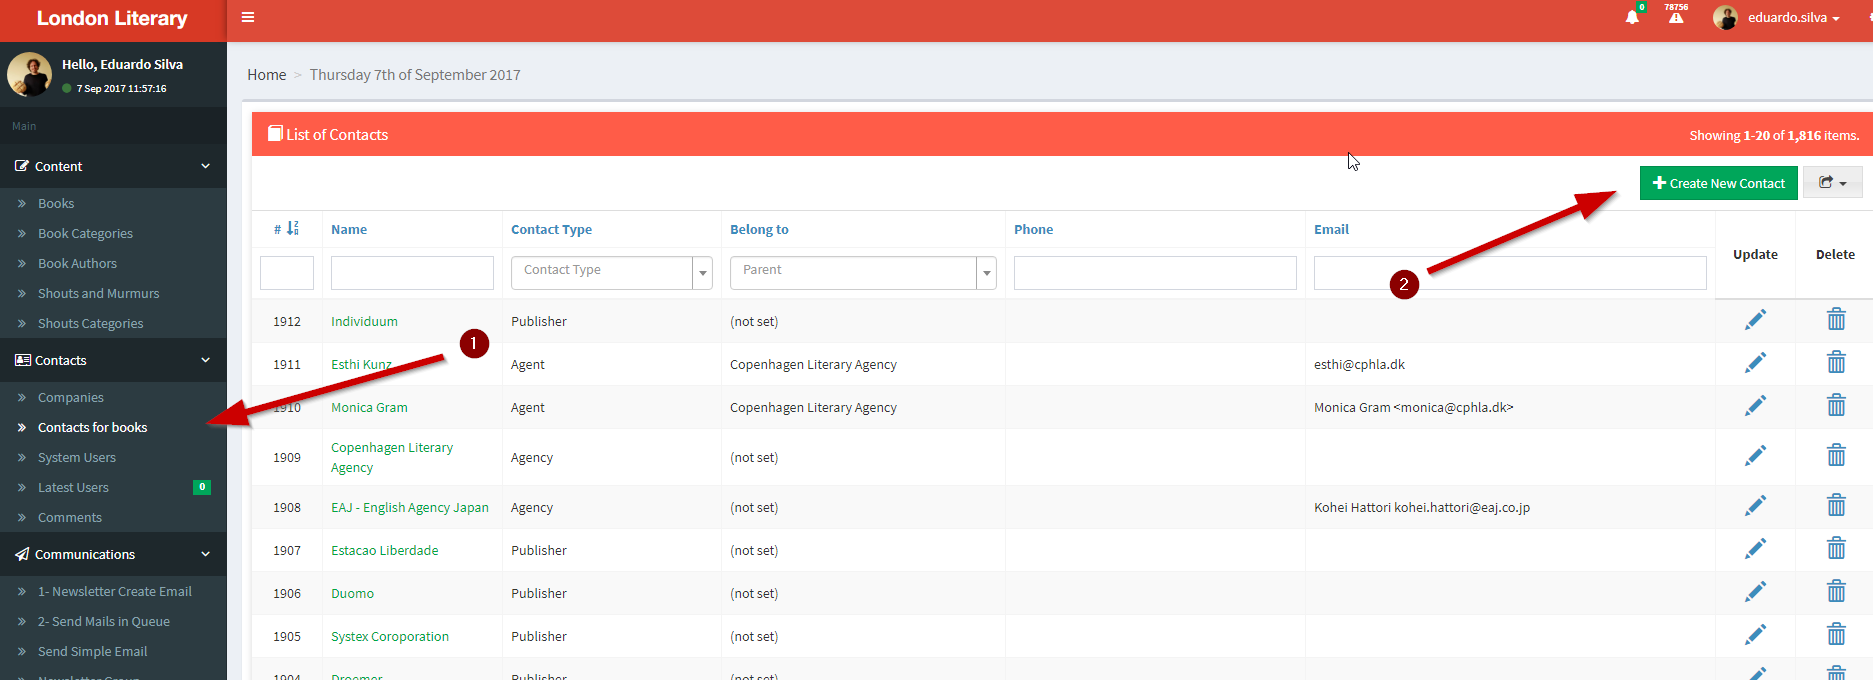 London Literary
0
78756
eduardo.silva
Hello, Eduardo Silva
7 Sep 2017 11:57:16
Main
Content
Books
Book Categories
Book Authors
Shouts and Murmurs
Shouts Categories
Contacts
Companies
Contacts for books
System Users
Latest Users 0
Comments
Communications
1- Newsletter Create Email
2- Send Mails in Queue
Send Simple Email
Newsletter Group
Home > Thursday 7th of September 2017
List of Contacts
Showing 1-20 of 1,816 items.
Create New Contact
# Name Contact Type Belong to Phone Email Update Delete
Contact Type Parent
1
2
1912 Individuum Publisher (not set)
1911 Esthi Kunz Agent Copenhagen Literary Agency esthi@cphla.dk
1910 Monica Gram Agent Copenhagen Literary Agency Monica Gram <monica@cphla.dk>
1909 Copenhagen Literary Agency Agency (not set)
1908 EAJ - English Agency Japan Agency (not set) Kohei Hattori kohei.hattori@eaj.co.jp
1907 Estacao Liberdade Publisher (not set)
1906 Duomo Publisher (not set)
1905 Systex Coroporation Publisher (not set)
1904 Droemer Publisher (not set)